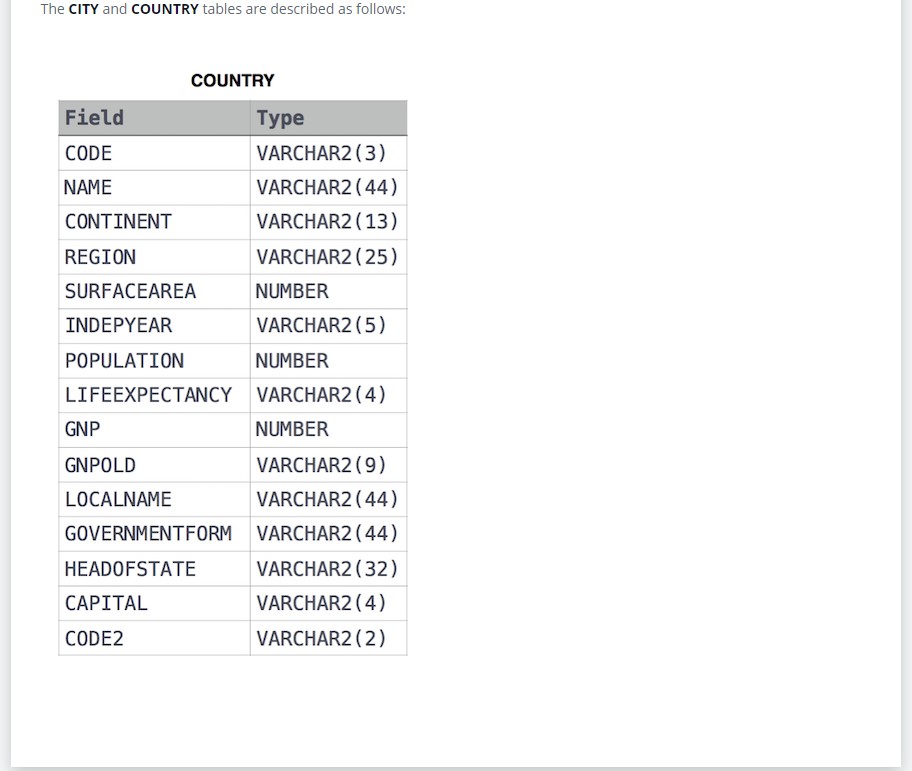 The CITY and COUNTRY tables are described as follows:
COUNTRY
Field Type
CODE VARCHAR2(3)
NAME VARCHAR2(44)
CONTINENT VARCHAR2(13)
REGION VARCHAR2(25)
SURFACEAREA NUMBER
INDEPYEAR VARCHAR2(5)
POPULATION NUMBER
LIFEEXPECTANCY VARCHAR2(4)
GNP NUMBER
GNPOLD VARCHAR2(9)
LOCALNAME VARCHAR2(44)
GOVERNMENTFORM VARCHAR2(44)
HEADOFSTATE VARCHAR2(32)
CAPITAL VARCHAR2(4)
CODE2 VARCHAR2(2)